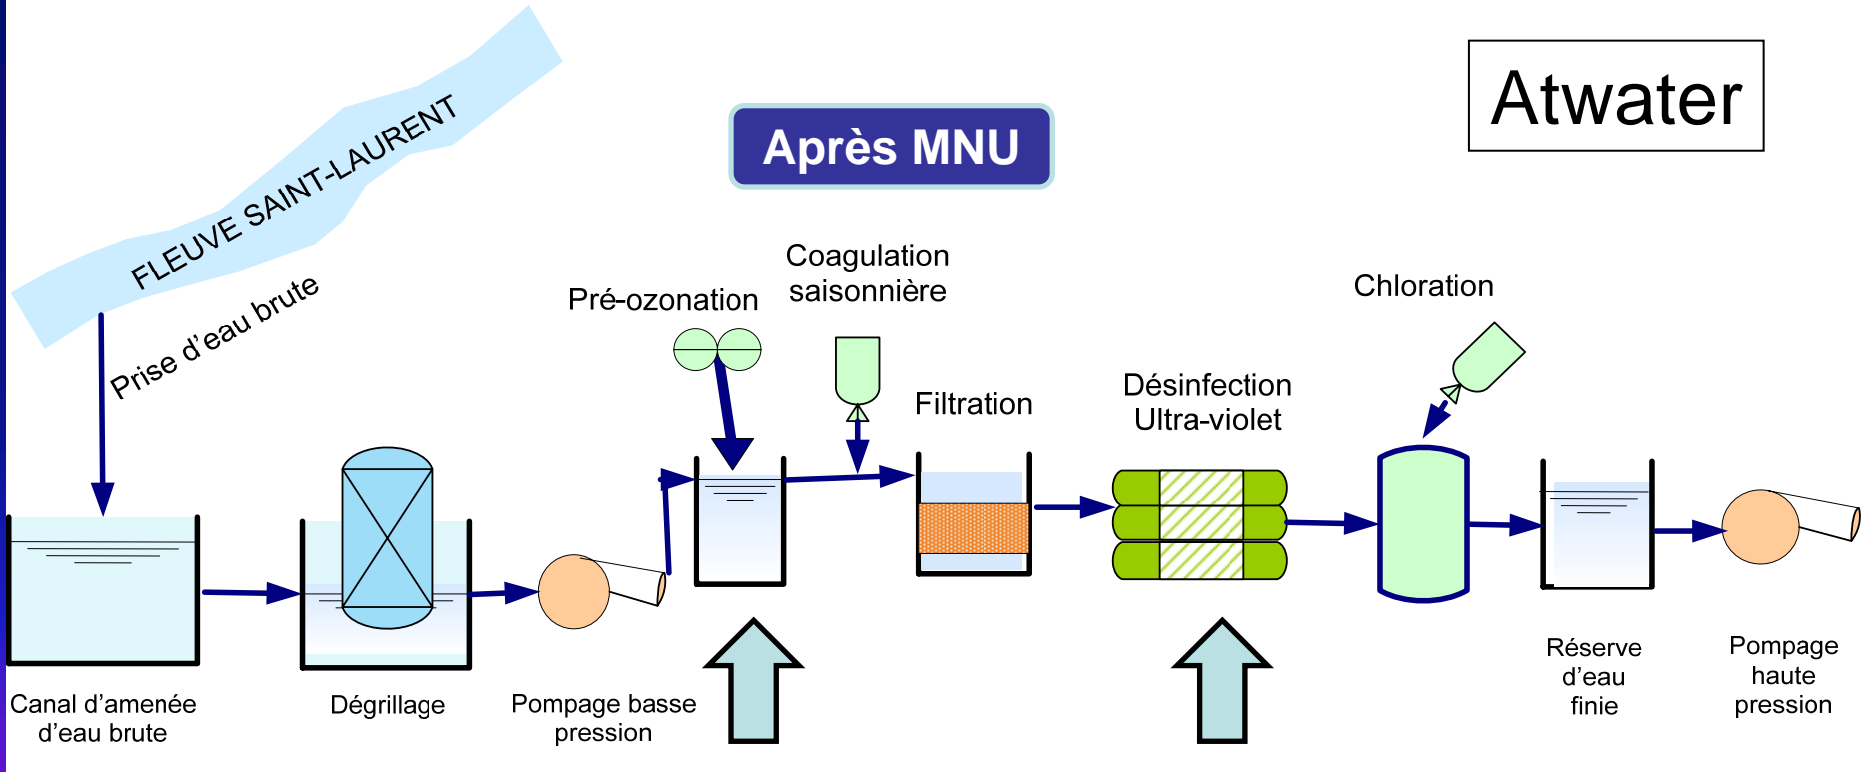 Atwater
Après MNU
FLEUVE SAINT-LAURENT
Prise d'eau brute
Coagulation
saisonnière
Pré-ozonation
Chloration
Filtration
Désinfection
Ultra-violet
Canal d'amenée
d'eau brute
Dégrillage
Pompage basse
pression
Réserve
d'eau
finie
Pompage
haute
pression